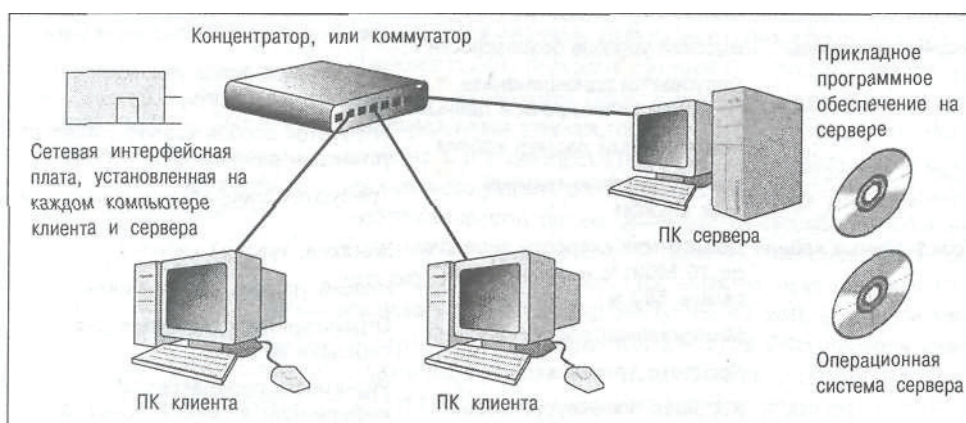 Концентратор, или коммутатор
Прикладное
программное
обеспечение на
сервере
Сетевая интерфейсная
плата, установленная на
каждом компьютере
клиента и сервера
ПК сервера
ПК клиента
ПК клиента
Операционная
система сервера